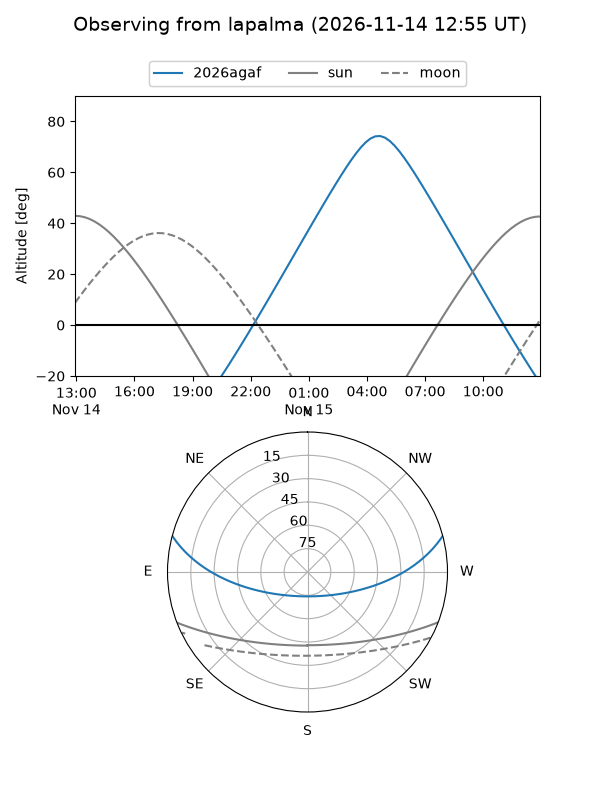 Observing from lapalma (2026-11-14 12:55 UT)
2026agaf sun moon
Altitude [deg]
80
60
40
20
0
−20
13:00 16:00 19:00 22:00 01:00 04:00 07:00 10:00
Nov 14 Nov 15
N
NE NW
15
30
45
60
75
E W
SE SW
S